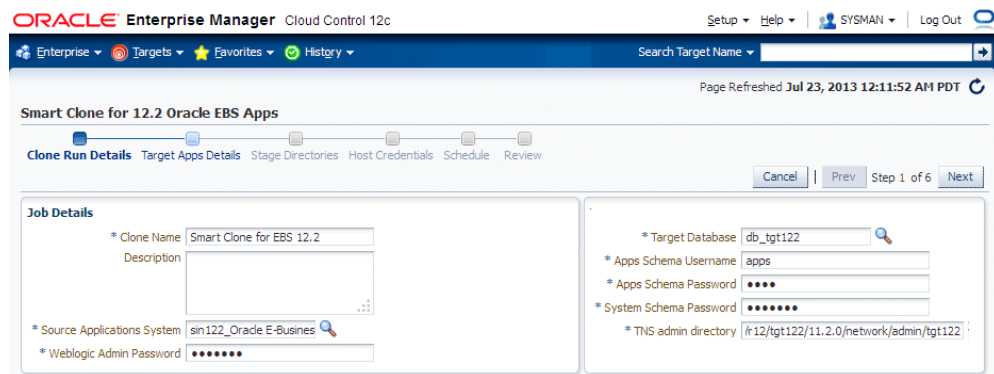 ORACLE Enterprise Manager Cloud Control 12c
Setup Help SYSMAN Log Out
Enterprise Targets Favorites History Search Target Name
Page Refreshed Jul 23, 2013 12:11:52 AM PDT
Smart Clone for 12.2 Oracle EBS Apps
Clone Run Details Target Apps Details Stage Directories Host Credentials Schedule Review
Cancel | Prev Step 1 of 6 Next
Job Details
* Clone Name Smart Clone for EBS 12.2
Description
* Source Applications System sin122_Oracle E-Busines
* Weblogic Admin Password •••••••
* Target Database db_tgt122
* Apps Schema Username apps
* Apps Schema Password ••••
* System Schema Password •••••••
* TNS admin directory /r12/tgt122/11.2.0/network/admin/tgt122